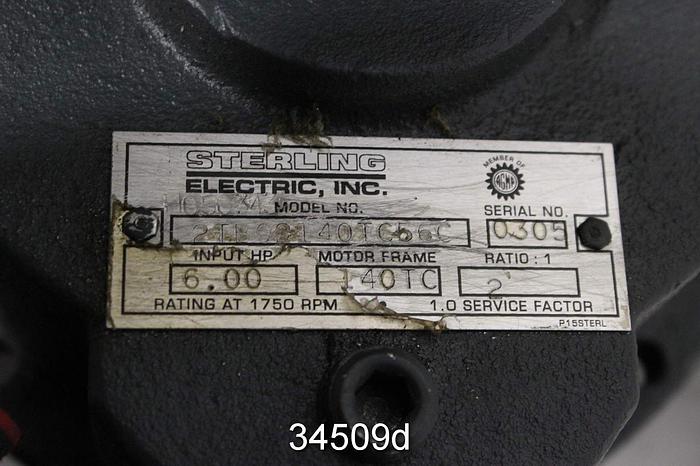 STERLING
ELECTRIC, INC.
MEMBER OF
AGMA
MODEL NO.
SERIAL NO.
0305
INPUT HP
MOTOR FRAME
RATIO : 1
6.00
140TC
2
RATING AT 1750 RPM
1.0 SERVICE FACTOR
P15STERL
34509d